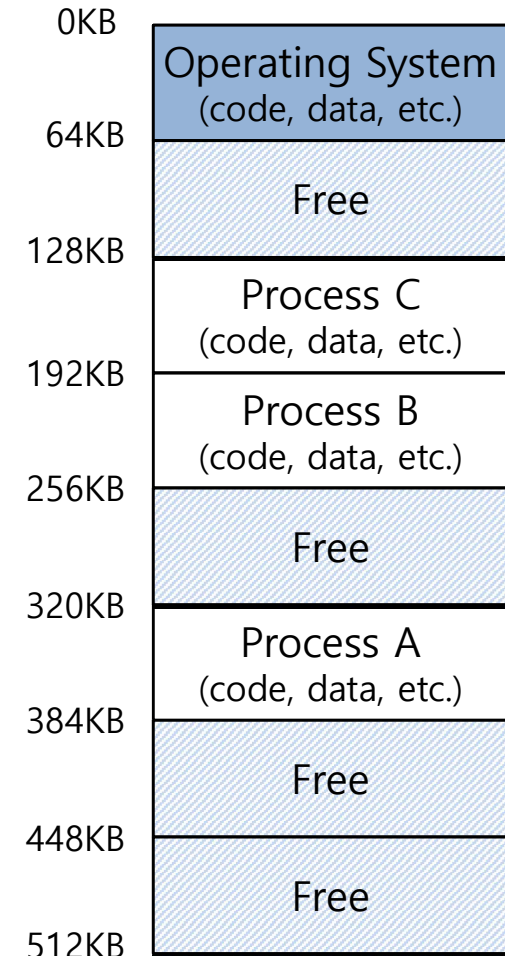 0KB
Operating System
(code, data, etc.)
64KB
Free
128KB
Process C
(code, data, etc.)
192KB
Process B
(code, data, etc.)
256KB
Free
320KB
Process A
(code, data, etc.)
384KB
Free
448KB
Free
512KB